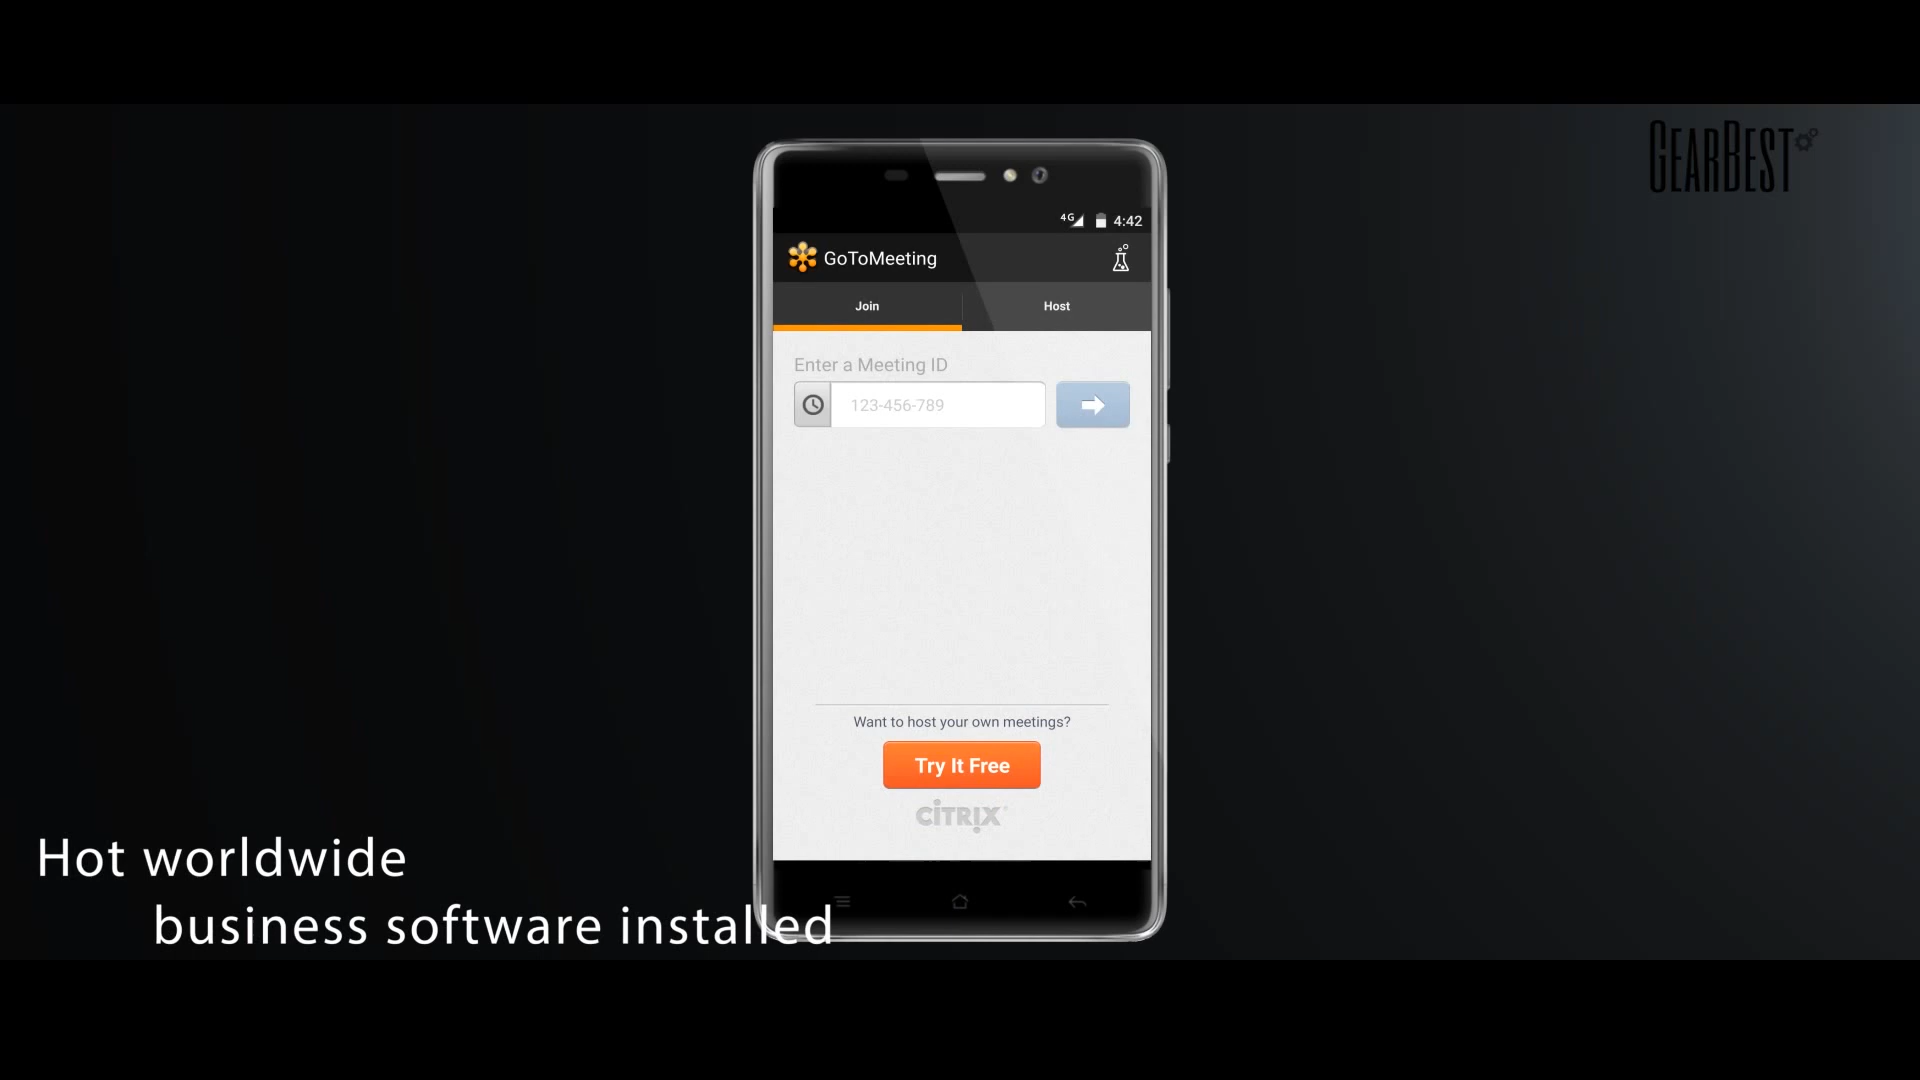 GEARBEST
4G 4:42
GoToMeeting
Join Host
Enter a Meeting ID
123-456-789
Want to host your own meetings?
Try It Free
CITRIX
Hot worldwide
business software installed